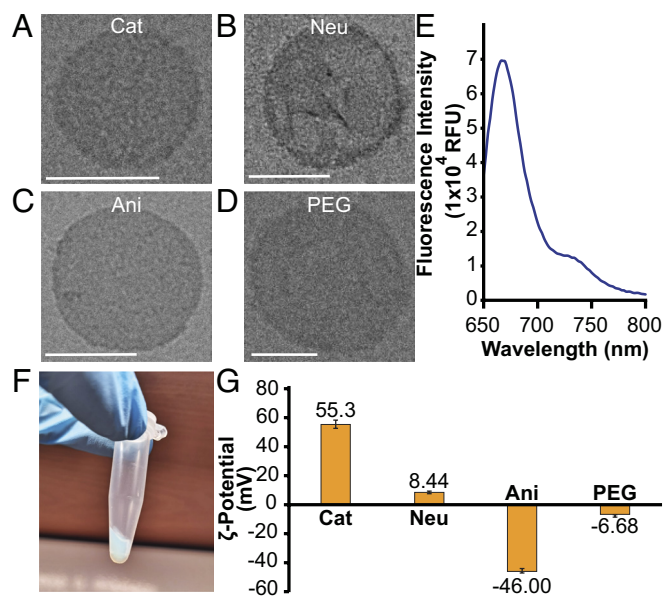 A
Cat
B
Neu
C
Ani
D
PEG
E
Fluorescence Intensity
(1x10⁴ RFU)
7
6
5
4
3
2
1
0
650 700 750 800
Wavelength (nm)
F
G
ζ-Potential
(mV)
80
60
40
20
0
-20
-40
-60
55.3
8.44
Ani
PEG
Cat
Neu
-46.00
-6.68